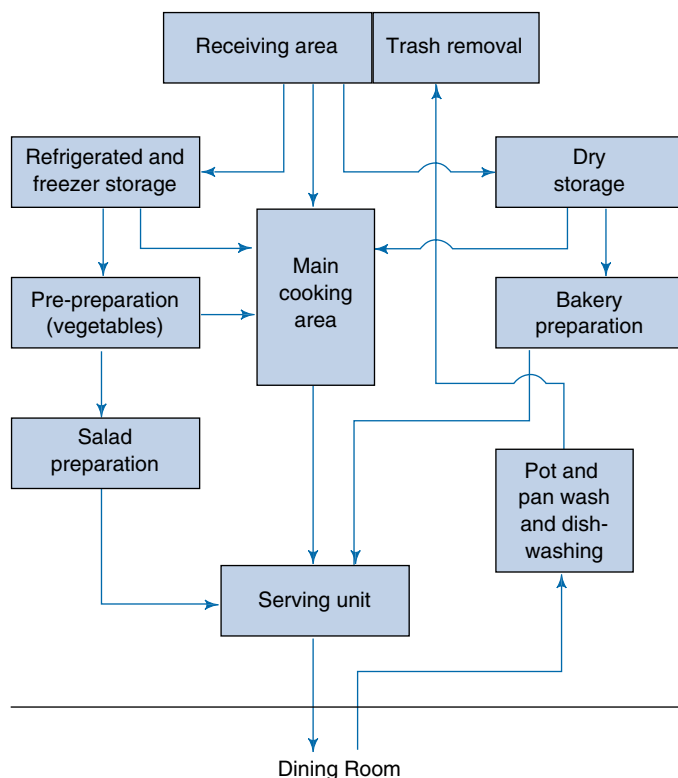 Receiving area
Trash removal
Refrigerated and
freezer storage
Dry
storage
Main
cooking
area
Pre-preparation
(vegetables)
Bakery
preparation
Salad
preparation
Pot and
pan wash
and dish-
washing
Serving unit
Dining Room